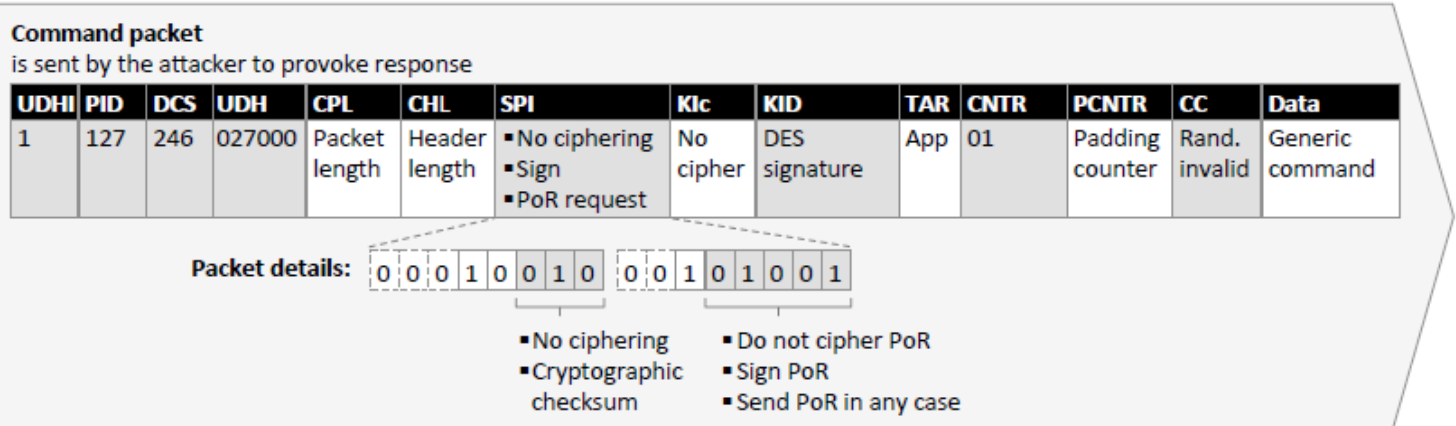 Command packet
is sent by the attacker to provoke response
UDHI PID DCS UDH CPL CHL SPI KIc KID TAR CNTR PCNTR CC Data
1 127 246 027000 Packet Header ▪No ciphering No DES App 01 Padding Rand. Generic
length length ▪Sign cipher signature counter invalid command
▪PoR request
Packet details: 0 0 0 1 0 0 1 0 0 0 1 0 1 0 0 1
▪No ciphering ▪Do not cipher PoR
▪Cryptographic ▪Sign PoR
checksum ▪Send PoR in any case